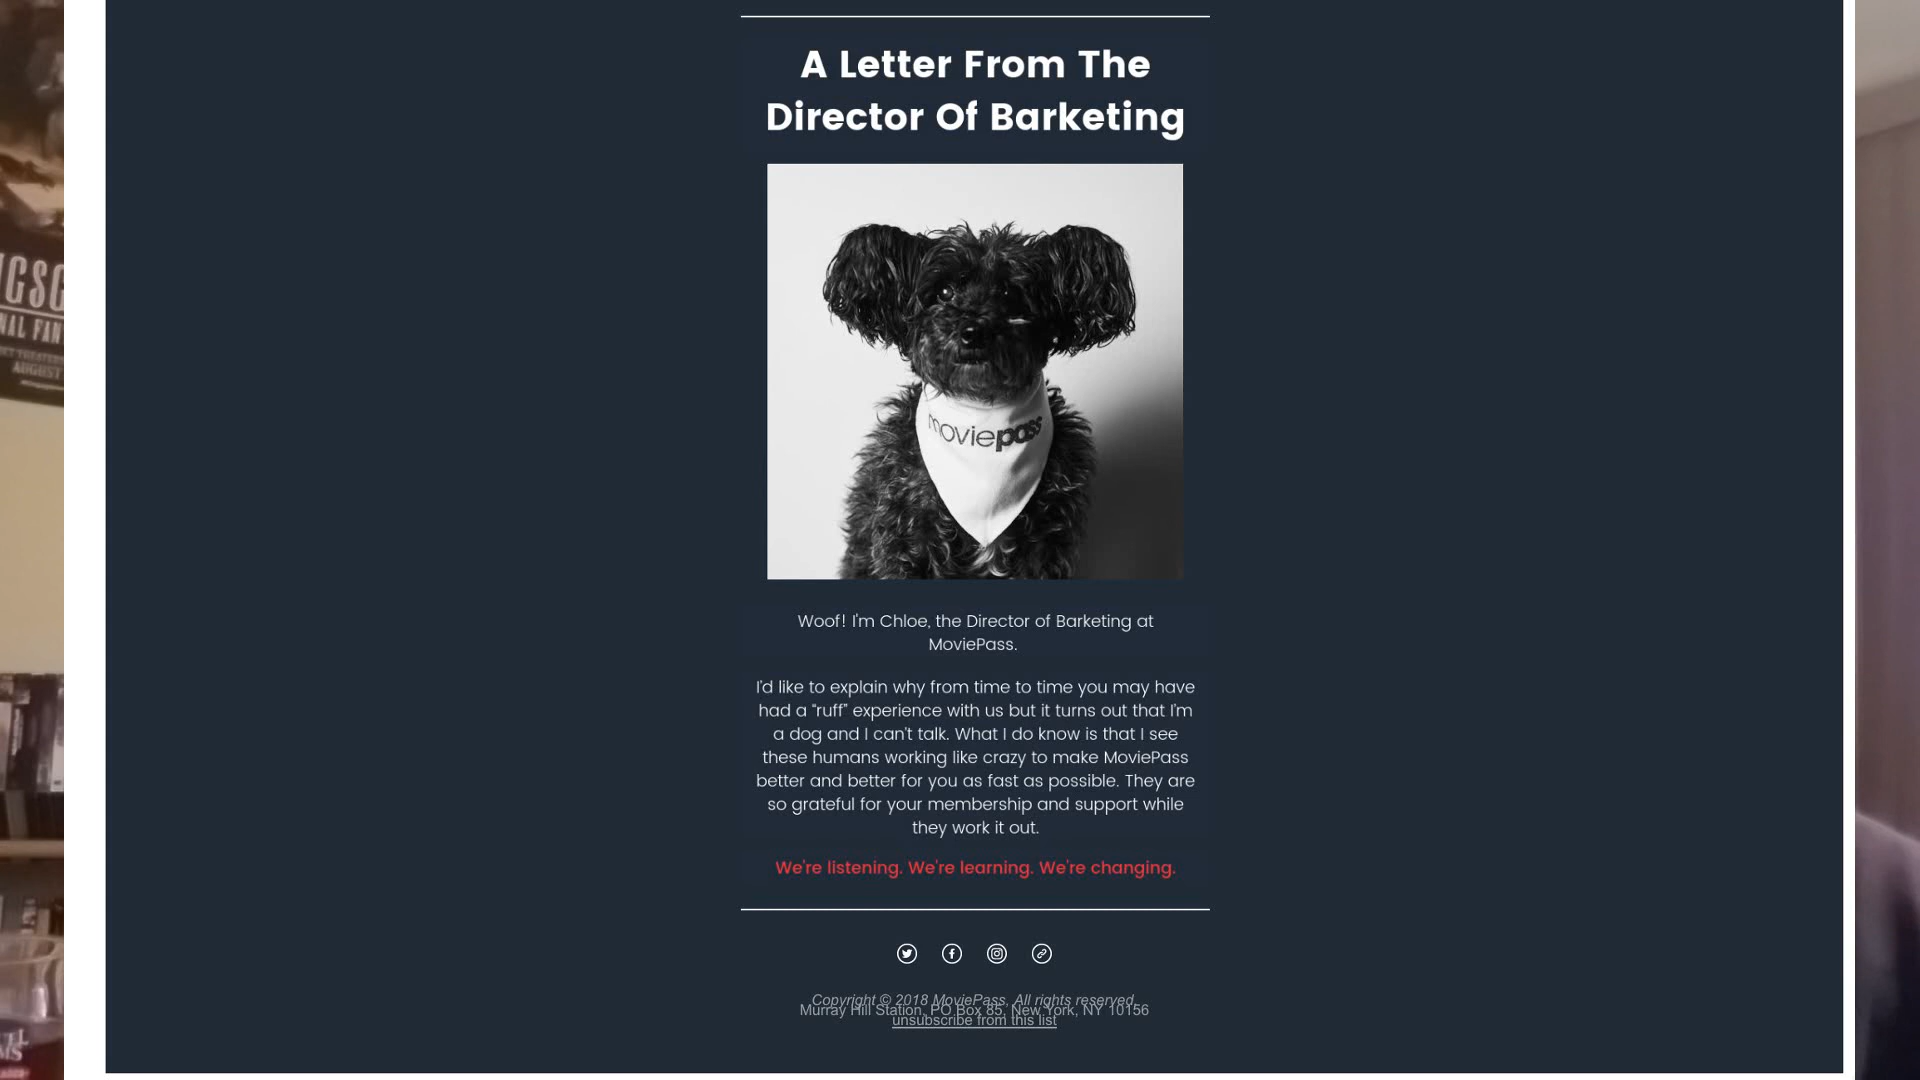 A Letter From The
Director Of Barketing
moviepass
Woof! I'm Chloe, the Director of Barketing at
MoviePass.
I'd like to explain why from time to time you may have
had a “ruff” experience with us but it turns out that I'm
a dog and I can't talk. What I do know is that I see
these humans working like crazy to make MoviePass
better and better for you as fast as possible. They are
so grateful for your membership and support while
they work it out.
We're listening. We're learning. We're changing.
Copyright © 2018 MoviePass, All rights reserved.
Murray Hill Station, PO Box 85, New York, NY 10156
unsubscribe from this list
AUGUST